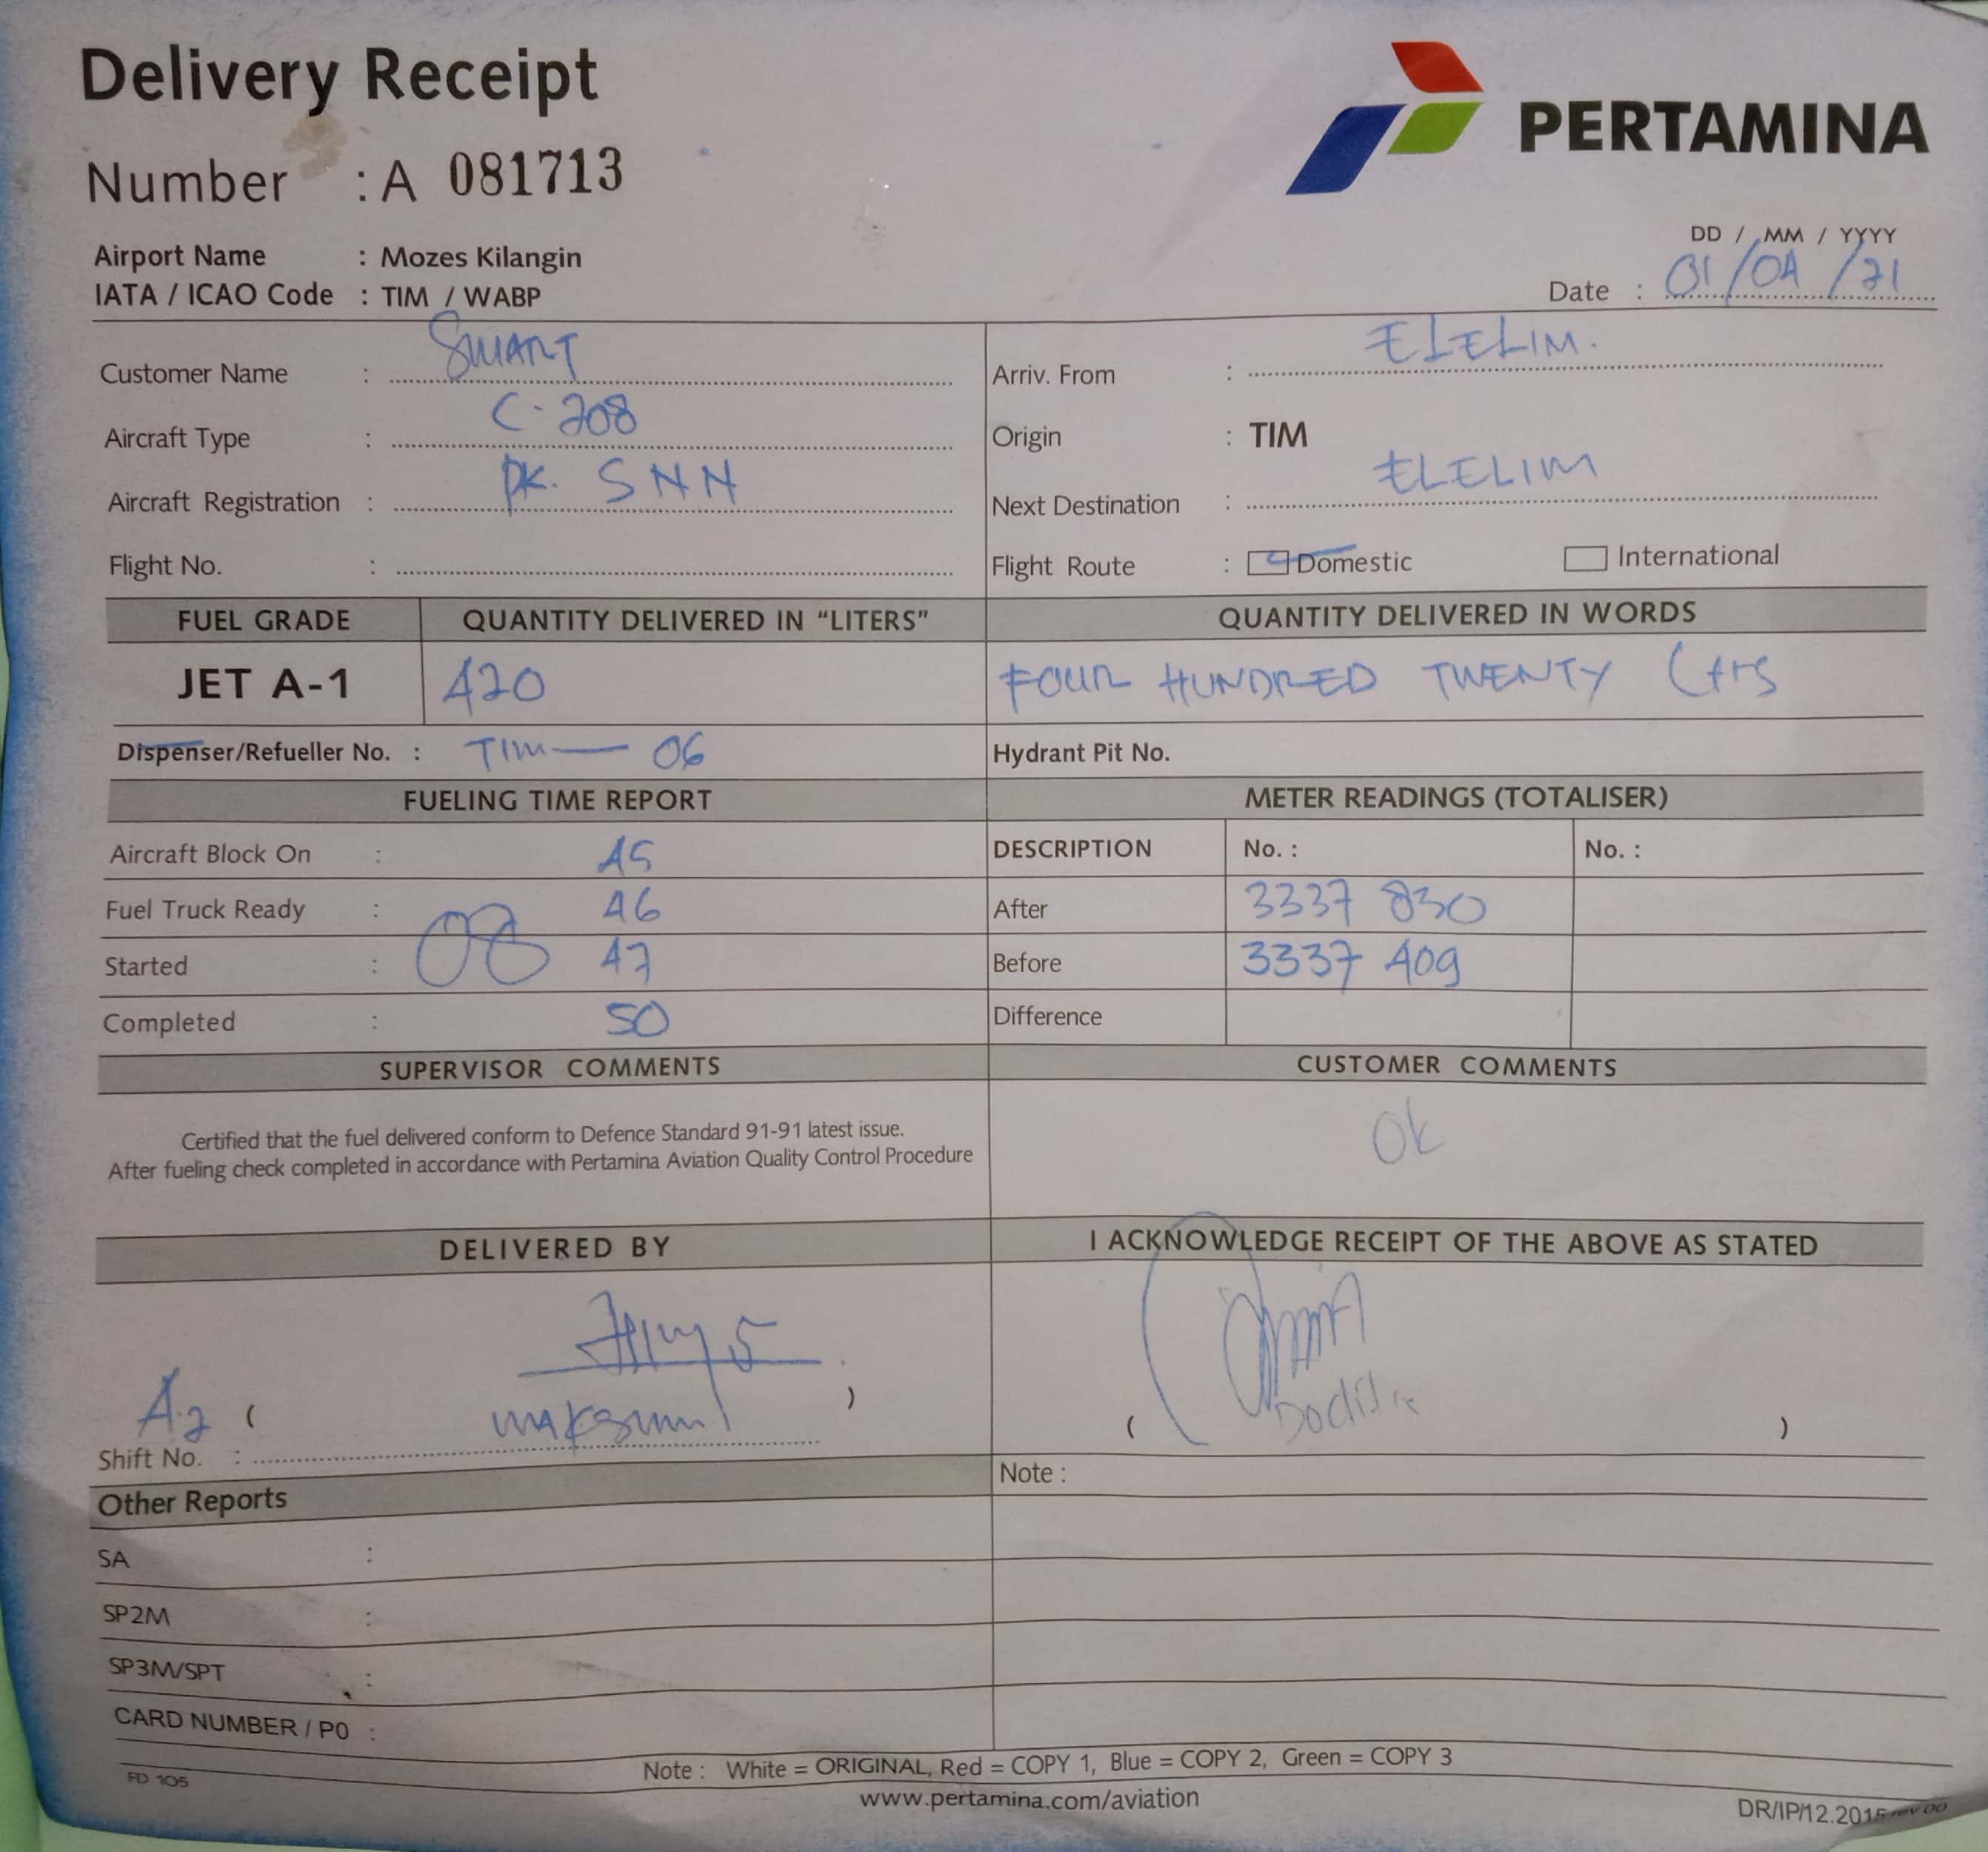 Delivery Receipt
PERTAMINA
Number : A 081713
Airport Name : Mozes Kilangin
IATA / ICAO Code : TIM / WABP
DD / MM / YYYY
Date : 01/04/21
Customer Name : SMART
Arriv. From : ELELIM.
Aircraft Type : C-208
Origin : TIM
Aircraft Registration : PK. SNN
Next Destination : ELELIM
Flight No. :
Flight Route : Domestic International
FUEL GRADE QUANTITY DELIVERED IN "LITERS" QUANTITY DELIVERED IN WORDS
JET A-1 420 FOUR HUNDRED TWENTY Ltrs
Dispenser/Refueller No. : TIM — 06 Hydrant Pit No.
FUELING TIME REPORT METER READINGS (TOTALISER)
Aircraft Block On : 45 DESCRIPTION No. : No. :
Fuel Truck Ready : 46 After 3337 830
Started : 08 47 Before 3337 409
Completed : 50 Difference
SUPERVISOR COMMENTS CUSTOMER COMMENTS
Certified that the fuel delivered conform to Defence Standard 91-91 latest issue.
After fueling check completed in accordance with Pertamina Aviation Quality Control Procedure
OK
DELIVERED BY I ACKNOWLEDGE RECEIPT OF THE ABOVE AS STATED
( ) ( )
Shift No. :
Note :
Other Reports
SA :
SP2M :
SP3M/SPT :
CARD NUMBER / PO :
Note : White = ORIGINAL, Red = COPY 1, Blue = COPY 2, Green = COPY 3
FD 105
www.pertamina.com/aviation
DR/IP/12.2015 rev 00